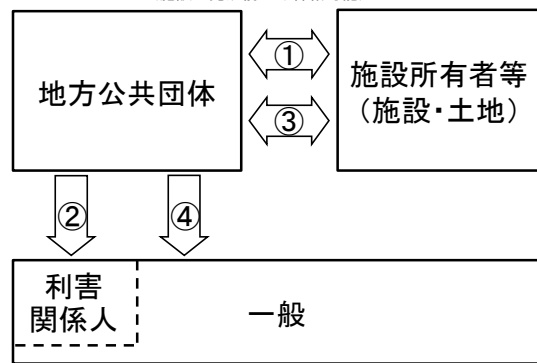 地方公共団体
①
施設所有者等
(施設・土地)
③
②
④
利害
関係人
一般